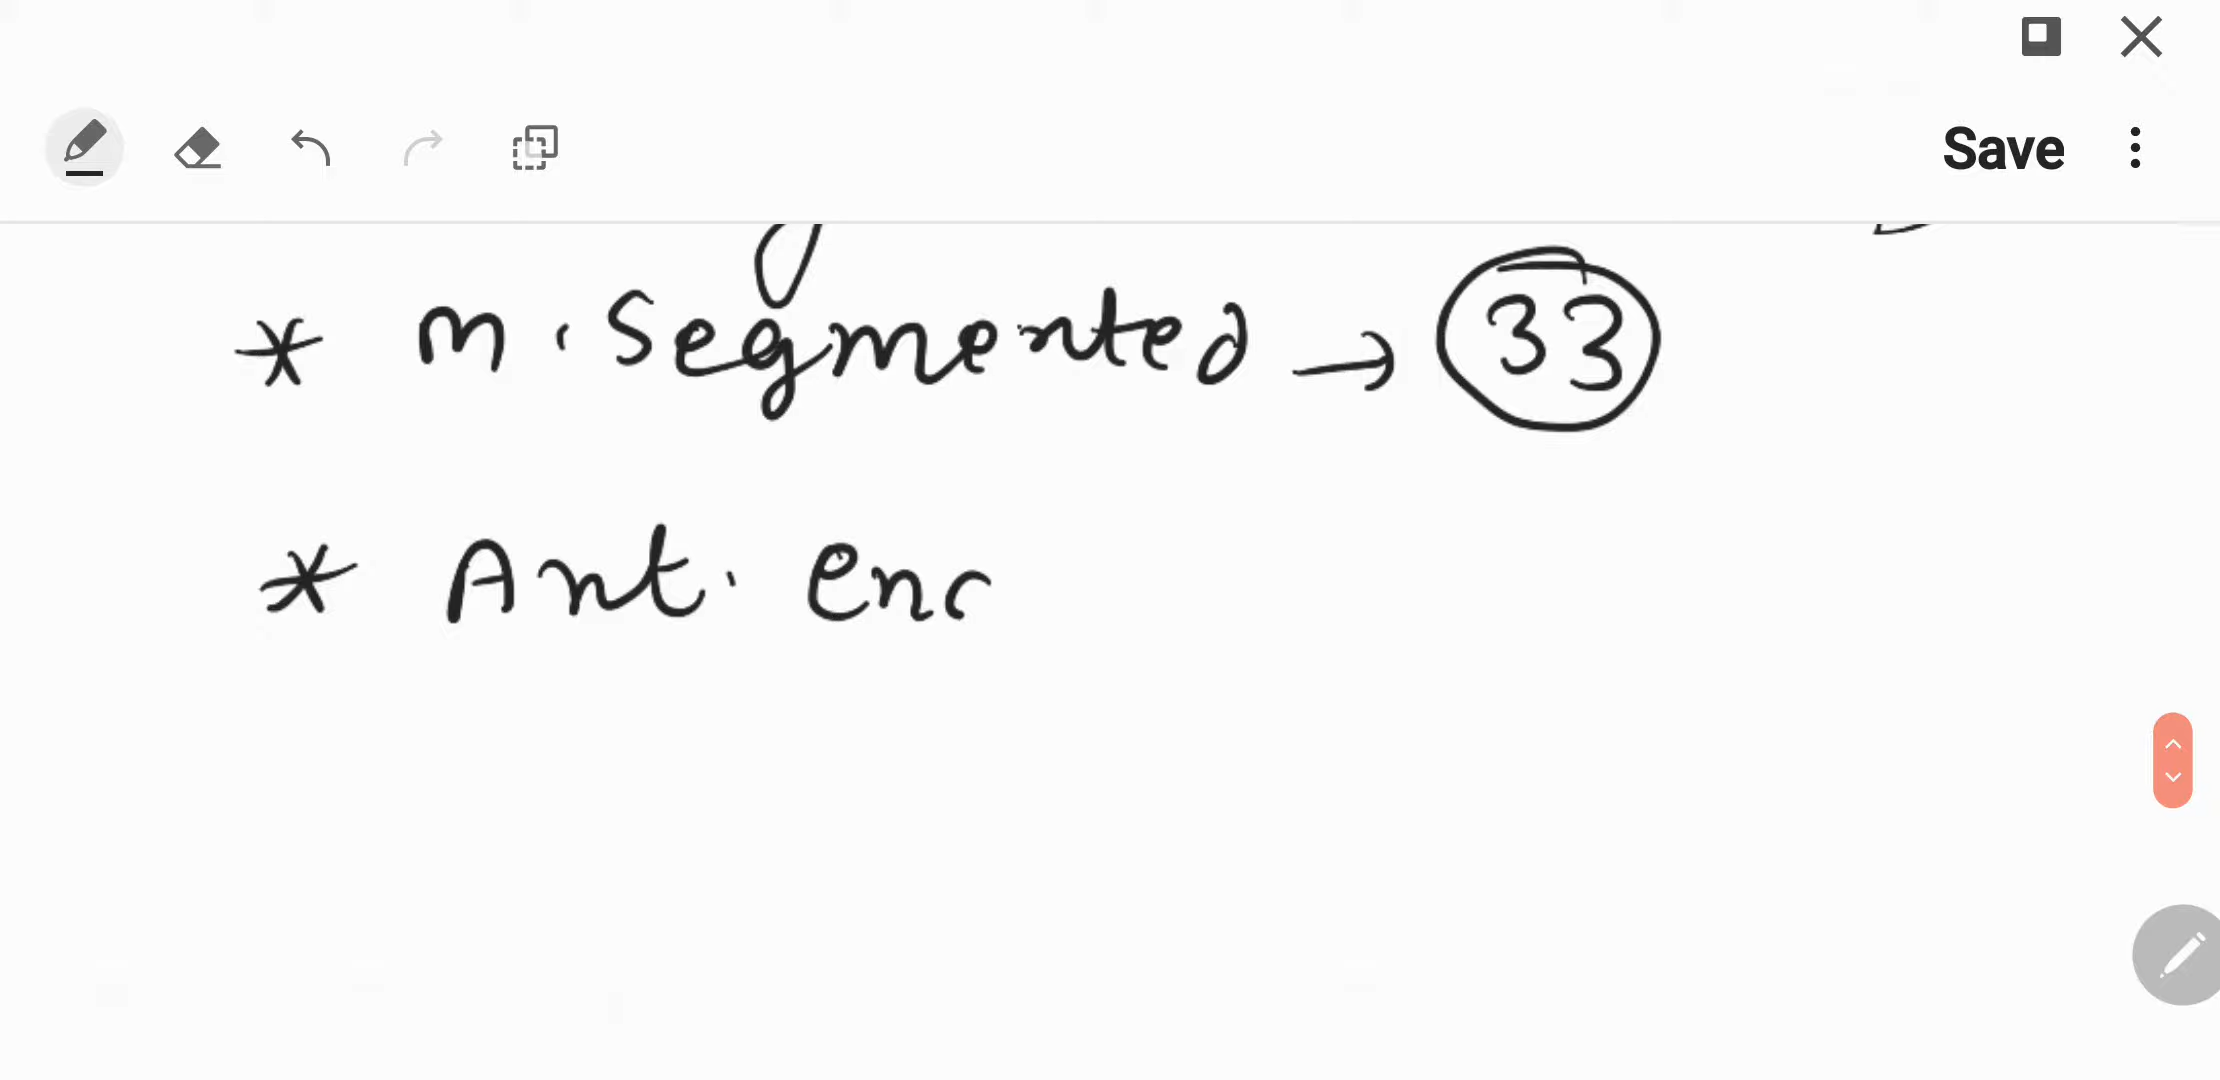 Save
* m. Segmented → 33
* Ant. enc